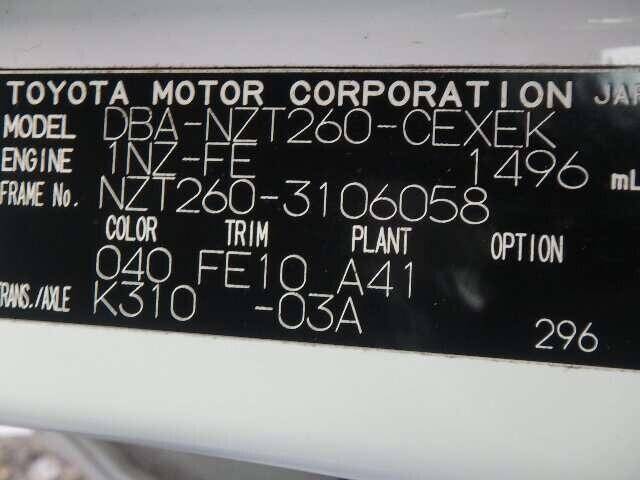 TOYOTA MOTOR CORPORATION
MODEL DBA-NZT260-CEXEK
ENGINE 1NZ-FE 1496 mL
FRAME No. NZT260-3106058
COLOR TRIM PLANT OPTION
040 FE10 A41
TRANS./AXLE K310 -03A
296